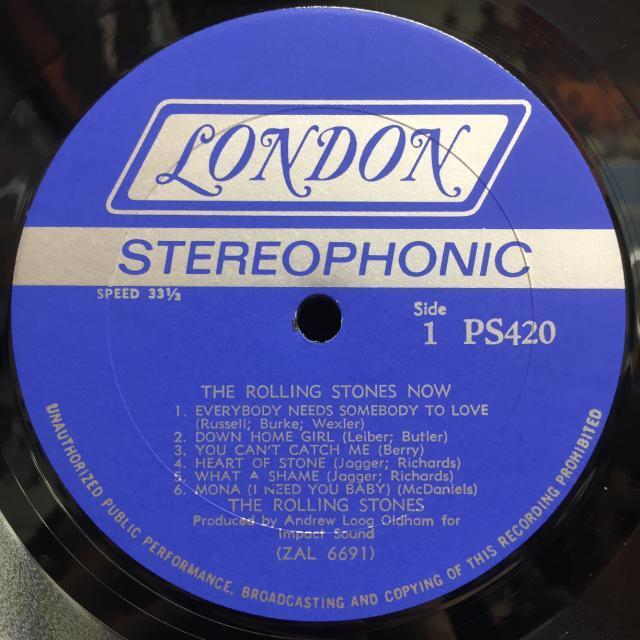 LONDON
STEREOPHONIC
SPEED 33⅓
Side
1 PS420
THE ROLLING STONES NOW
1. EVERYBODY NEEDS SOMEBODY TO LOVE
(Russell; Burke; Wexler)
2. DOWN HOME GIRL (Leiber; Butler)
3. YOU CAN'T CATCH ME (Berry)
4. HEART OF STONE (Jagger; Richards)
5. WHAT A SHAME (Jagger; Richards)
6. MONA (I NEED YOU BABY) (McDaniels)
THE ROLLING STONES
Produced by Andrew Loog Oldham for
Impact Sound
(ZAL 6691)
UNAUTHORIZED PUBLIC PERFORMANCE, BROADCASTING AND COPYING OF THIS RECORDING PROHIBITED